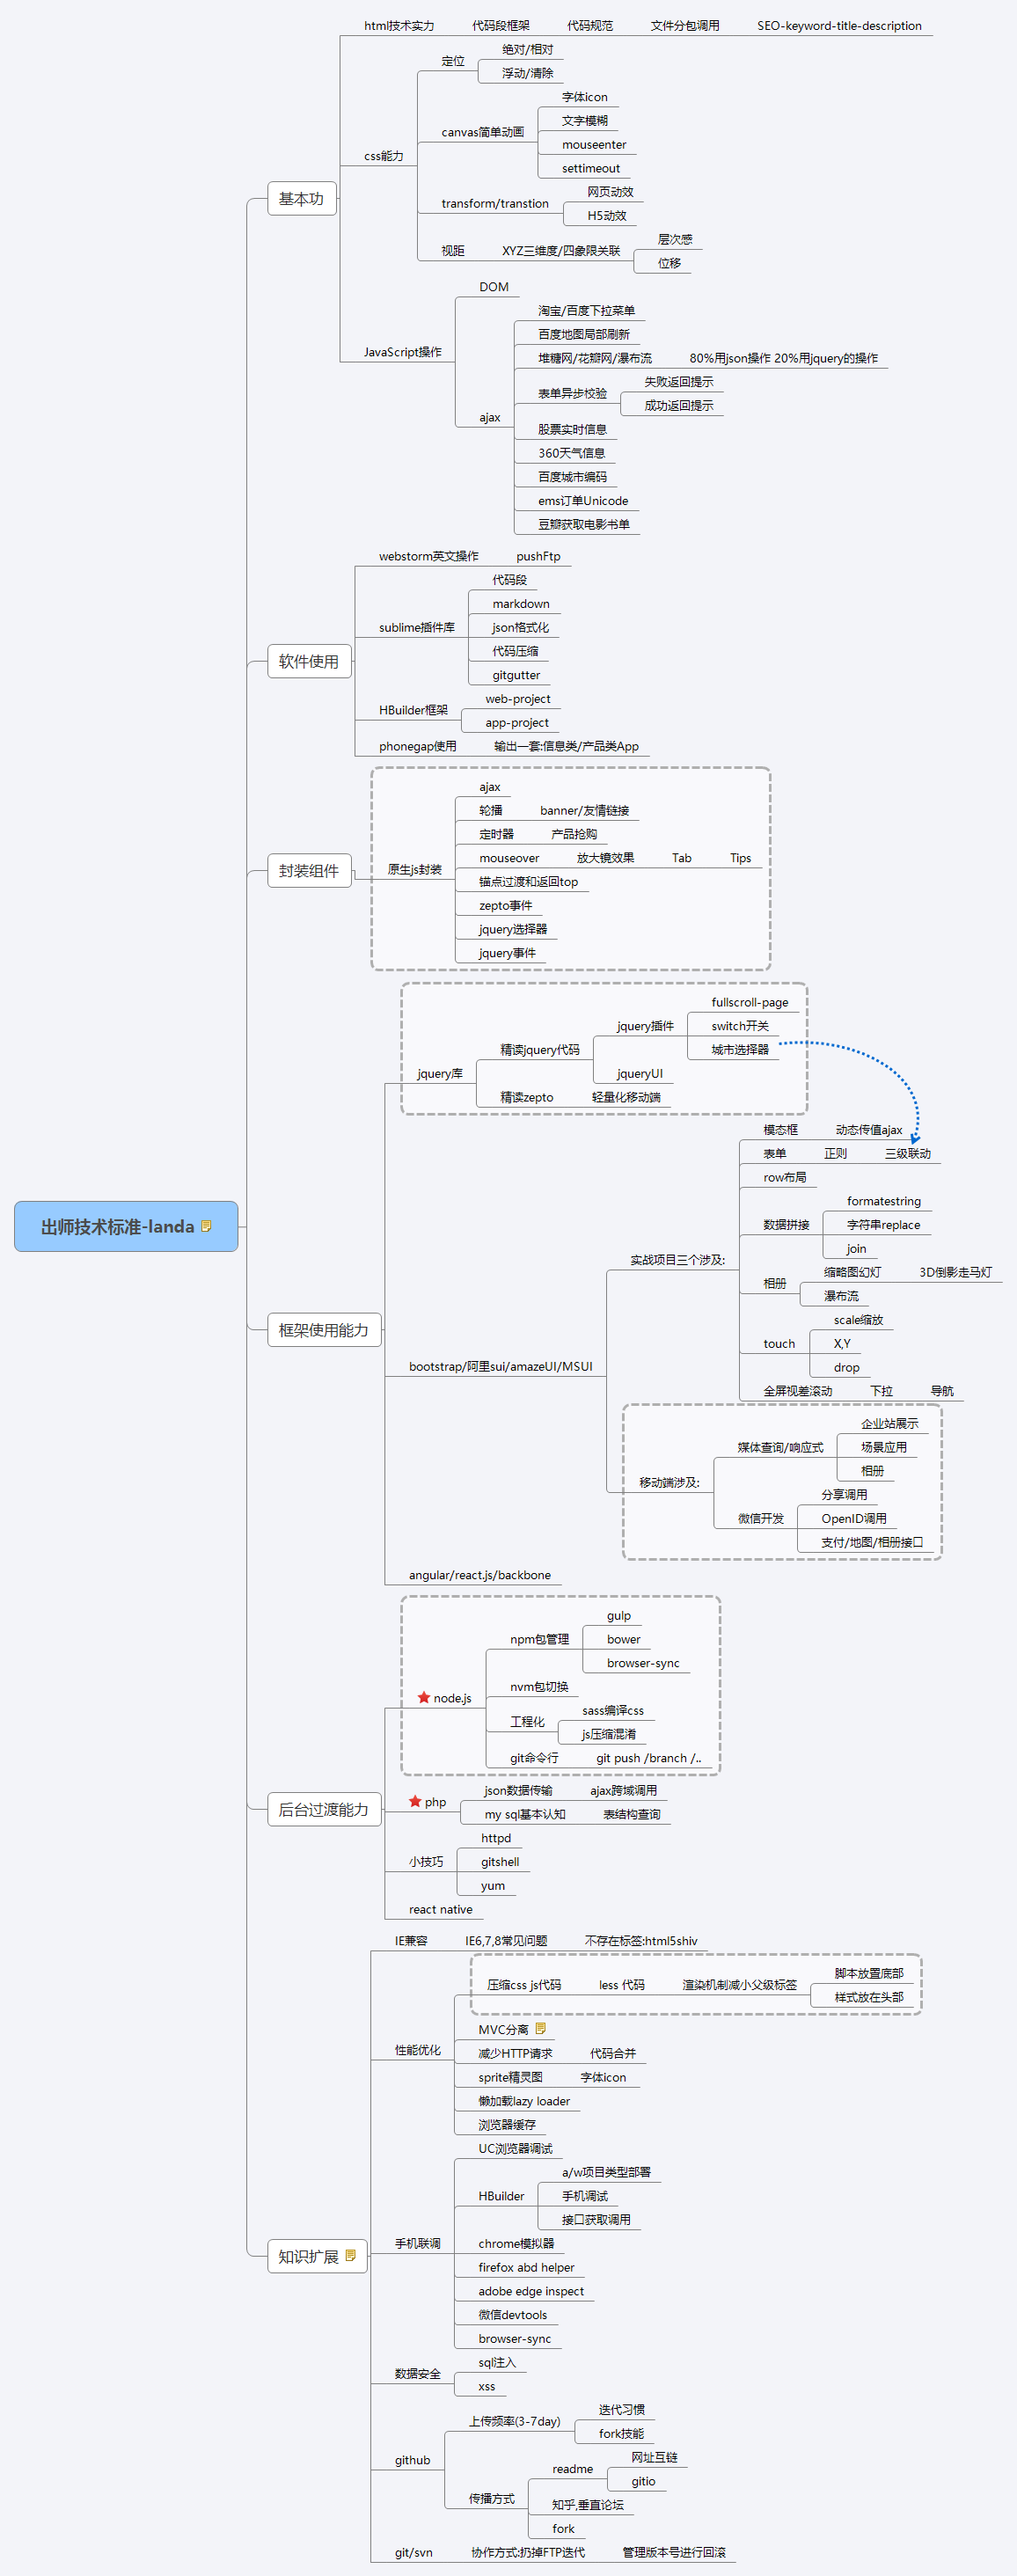 出师技术标准-landa
基本功
html技术实力 代码段框架 代码规范 文件分包调用 SEO-keyword-title-description
css能力
定位
绝对/相对
浮动/清除
canvas简单动画
字体icon
文字模糊
mouseenter
settimeout
transform/transtion
网页动效
H5动效
视距 XYZ三维度/四象限关联
层次感
位移
JavaScript操作
DOM
ajax
淘宝/百度下拉菜单
百度地图局部刷新
堆糖网/花瓣网/瀑布流 80%用json操作 20%用jquery的操作
表单异步校验
失败返回提示
成功返回提示
股票实时信息
360天气信息
百度城市编码
ems订单Unicode
豆瓣获取电影书单
软件使用
webstorm英文操作 pushFtp
sublime插件库
代码段
markdown
json格式化
代码压缩
gitgutter
HBuilder框架
web-project
app-project
phonegap使用 输出一套:信息类/产品类App
封装组件
原生js封装
ajax
轮播 banner/友情链接
定时器 产品抢购
mouseover 放大镜效果 Tab Tips
锚点过渡和返回top
zepto事件
jquery选择器
jquery事件
框架使用能力
jquery库
精读jquery代码
jquery插件
fullscroll-page
switch开关
城市选择器
jqueryUI
精读zepto 轻量化移动端
bootstrap/阿里sui/amazeUI/MSUI
实战项目三个涉及:
模态框 动态传值ajax
表单 正则 三级联动
row布局
数据拼接
formatestring
字符串replace
join
相册
缩略图幻灯 3D倒影走马灯
瀑布流
touch
scale缩放
X,Y
drop
全屏视差滚动 下拉 导航
移动端涉及:
媒体查询/响应式
企业站展示
场景应用
相册
微信开发
分享调用
OpenID调用
支付/地图/相册接口
angular/react.js/backbone
后台过渡能力
node.js
npm包管理
gulp
bower
browser-sync
nvm包切换
工程化
sass编译css
js压缩混淆
git命令行 git push /branch /..
php
json数据传输 ajax跨域调用
my sql基本认知 表结构查询
小技巧
httpd
gitshell
yum
react native
知识扩展
IE兼容 IE6,7,8常见问题 不存在标签:html5shiv
性能优化
压缩css js代码 less 代码 渲染机制减小父级标签
脚本放置底部
样式放在头部
MVC分离
减少HTTP请求 代码合并
sprite精灵图 字体icon
懒加载lazy loader
浏览器缓存
手机联调
UC浏览器调试
HBuilder
a/w项目类型部署
手机调试
接口获取调用
chrome模拟器
firefox abd helper
adobe edge inspect
微信devtools
browser-sync
数据安全
sql注入
xss
github
上传频率(3-7day)
迭代习惯
fork技能
传播方式
readme
网址互链
gitio
知乎,垂直论坛
fork
git/svn 协作方式:扔掉FTP迭代 管理版本号进行回滚